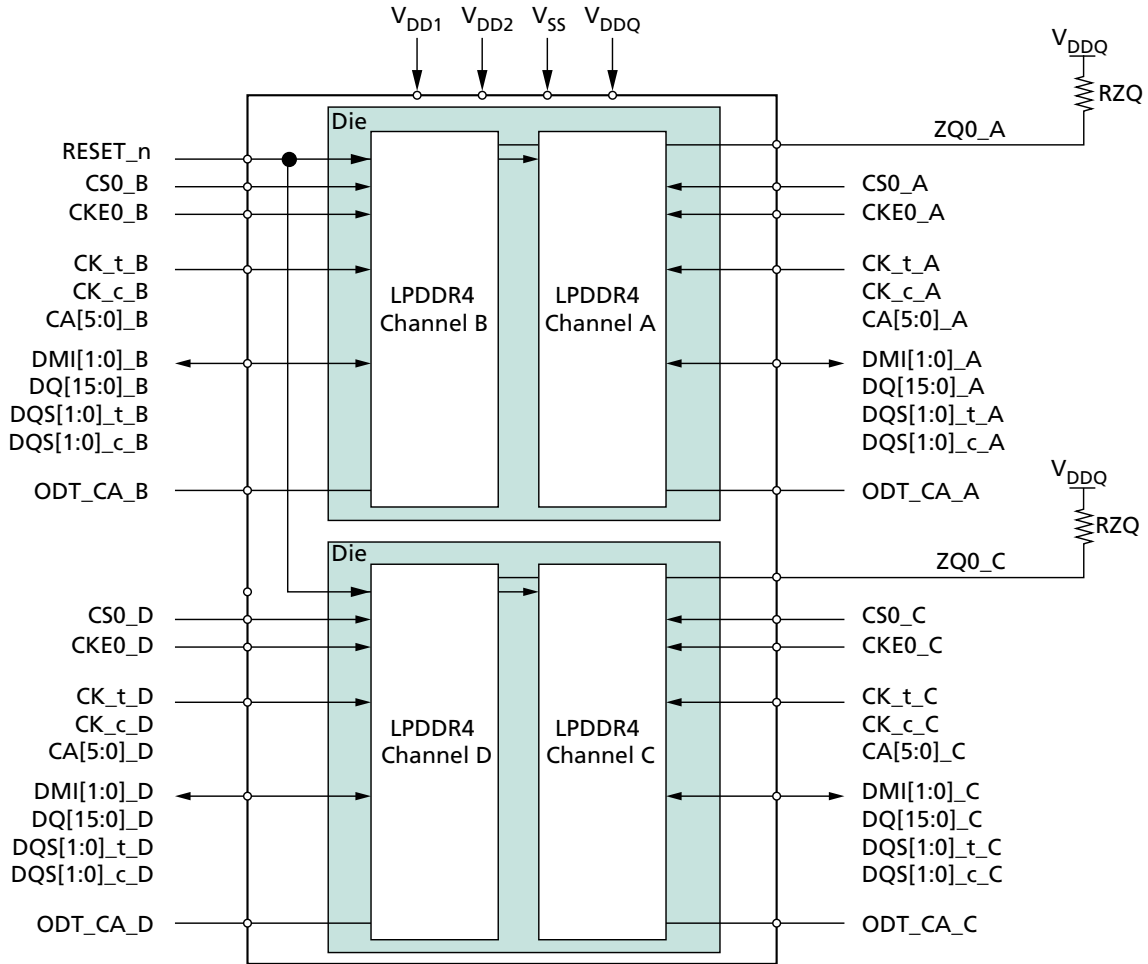 VDD1 VDD2 VSS VDDQ
VDDQ
RZQ
ZQ0_A
Die
RESET_n
CS0_B
CKE0_B
CK_t_B
CK_c_B
CA[5:0]_B
DMI[1:0]_B
DQ[15:0]_B
DQS[1:0]_t_B
DQS[1:0]_c_B
ODT_CA_B
LPDDR4
Channel B
LPDDR4
Channel A
CS0_A
CKE0_A
CK_t_A
CK_c_A
CA[5:0]_A
DMI[1:0]_A
DQ[15:0]_A
DQS[1:0]_t_A
DQS[1:0]_c_A
ODT_CA_A
VDDQ
RZQ
ZQ0_C
Die
CS0_D
CKE0_D
CK_t_D
CK_c_D
CA[5:0]_D
DMI[1:0]_D
DQ[15:0]_D
DQS[1:0]_t_D
DQS[1:0]_c_D
ODT_CA_D
LPDDR4
Channel D
LPDDR4
Channel C
CS0_C
CKE0_C
CK_t_C
CK_c_C
CA[5:0]_C
DMI[1:0]_C
DQ[15:0]_C
DQS[1:0]_t_C
DQS[1:0]_c_C
ODT_CA_C